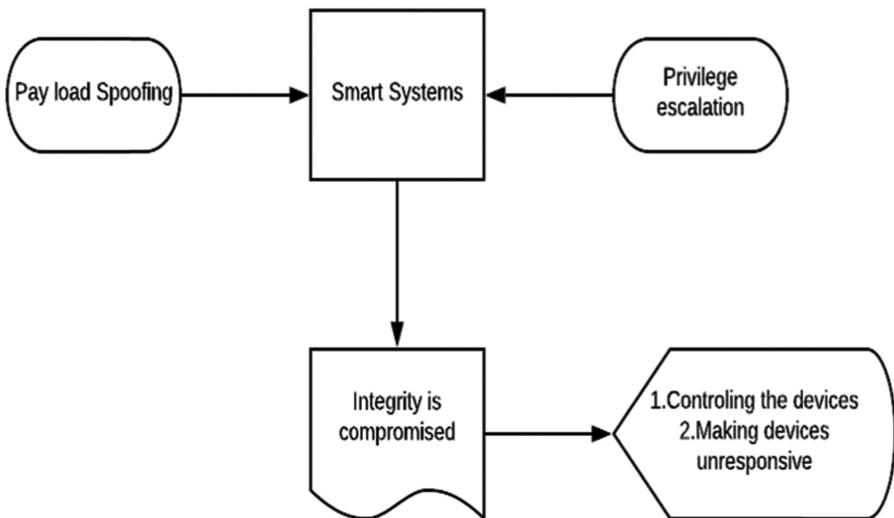 Pay load Spoofing
Smart Systems
Privilege
escalation
Integrity is
compromised
1.Controling the devices
2.Making devices
unresponsive